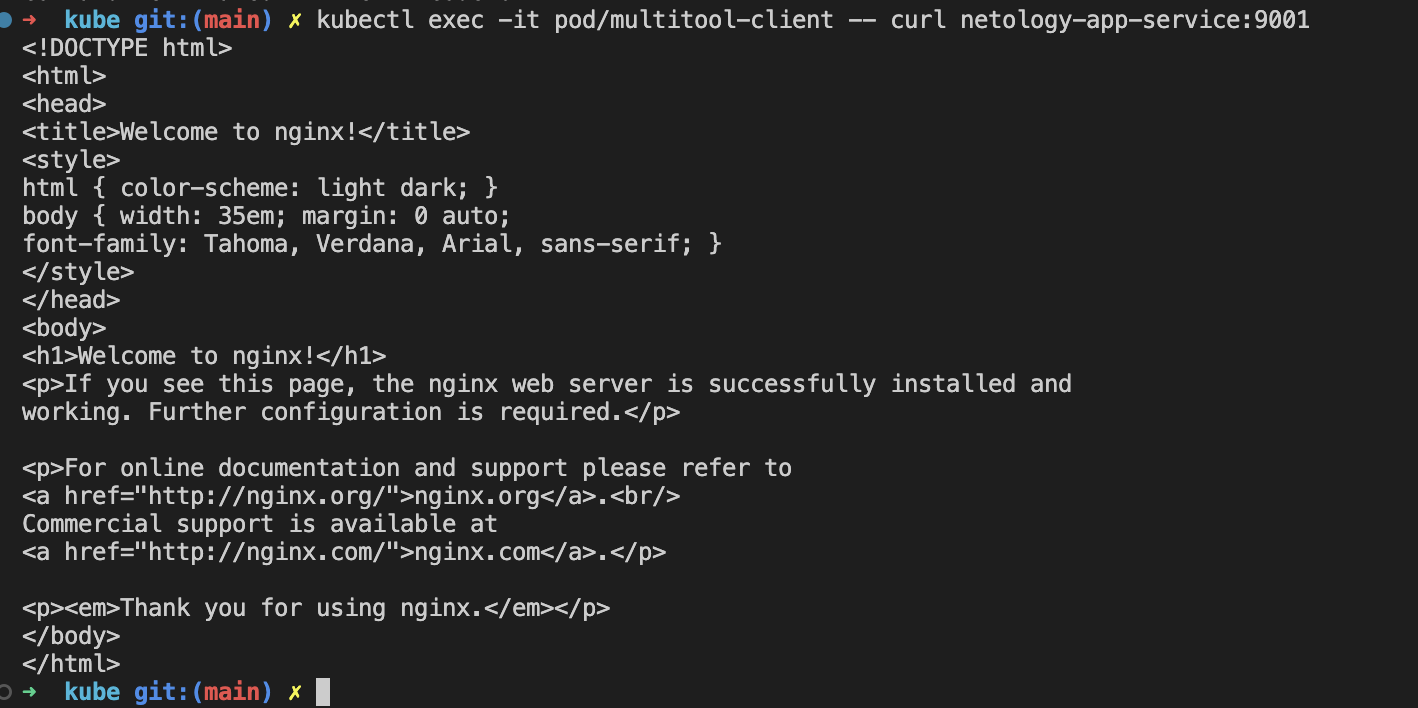 ➜ kube git:(main) ✗ kubectl exec -it pod/multitool-client -- curl netology-app-service:9001
<!DOCTYPE html>
<html>
<head>
<title>Welcome to nginx!</title>
<style>
html { color-scheme: light dark; }
body { width: 35em; margin: 0 auto;
font-family: Tahoma, Verdana, Arial, sans-serif; }
</style>
</head>
<body>
<h1>Welcome to nginx!</h1>
<p>If you see this page, the nginx web server is successfully installed and
working. Further configuration is required.</p>
<p>For online documentation and support please refer to
<a href="http://nginx.org/">nginx.org</a>.<br/>
Commercial support is available at
<a href="http://nginx.com/">nginx.com</a>.</p>
<p><em>Thank you for using nginx.</em></p>
</body>
</html>
➜ kube git:(main) ✗